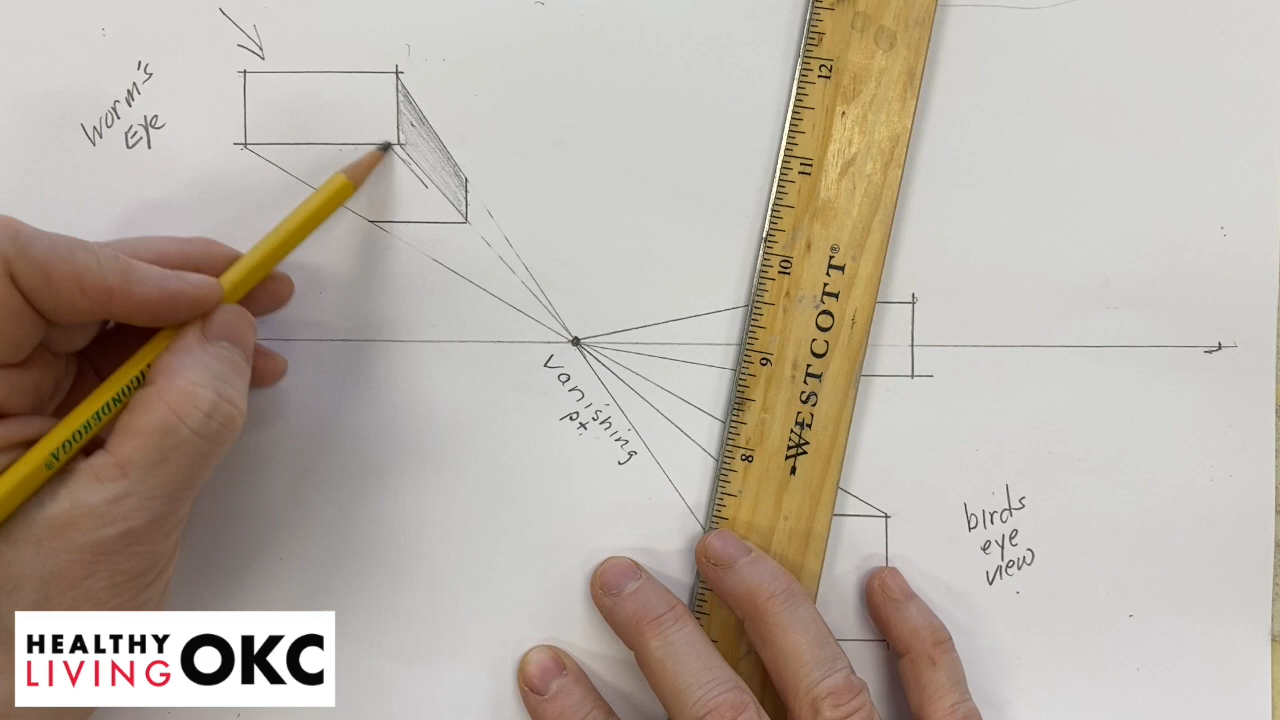 worm's
Eye
vanishing
pt.
birds
eye
view
12
11
10
9
8
WESTCOTT®
TICONDEROGA®
HEALTHY
LIVING OKC